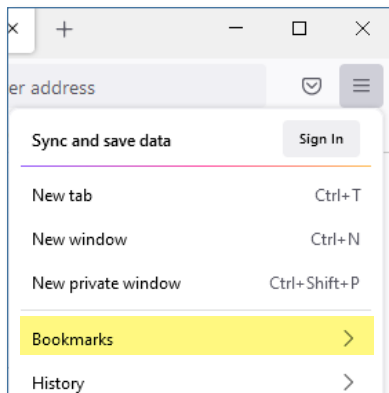 er address
Sync and save data Sign In
New tab Ctrl+T
New window Ctrl+N
New private window Ctrl+Shift+P
Bookmarks
History